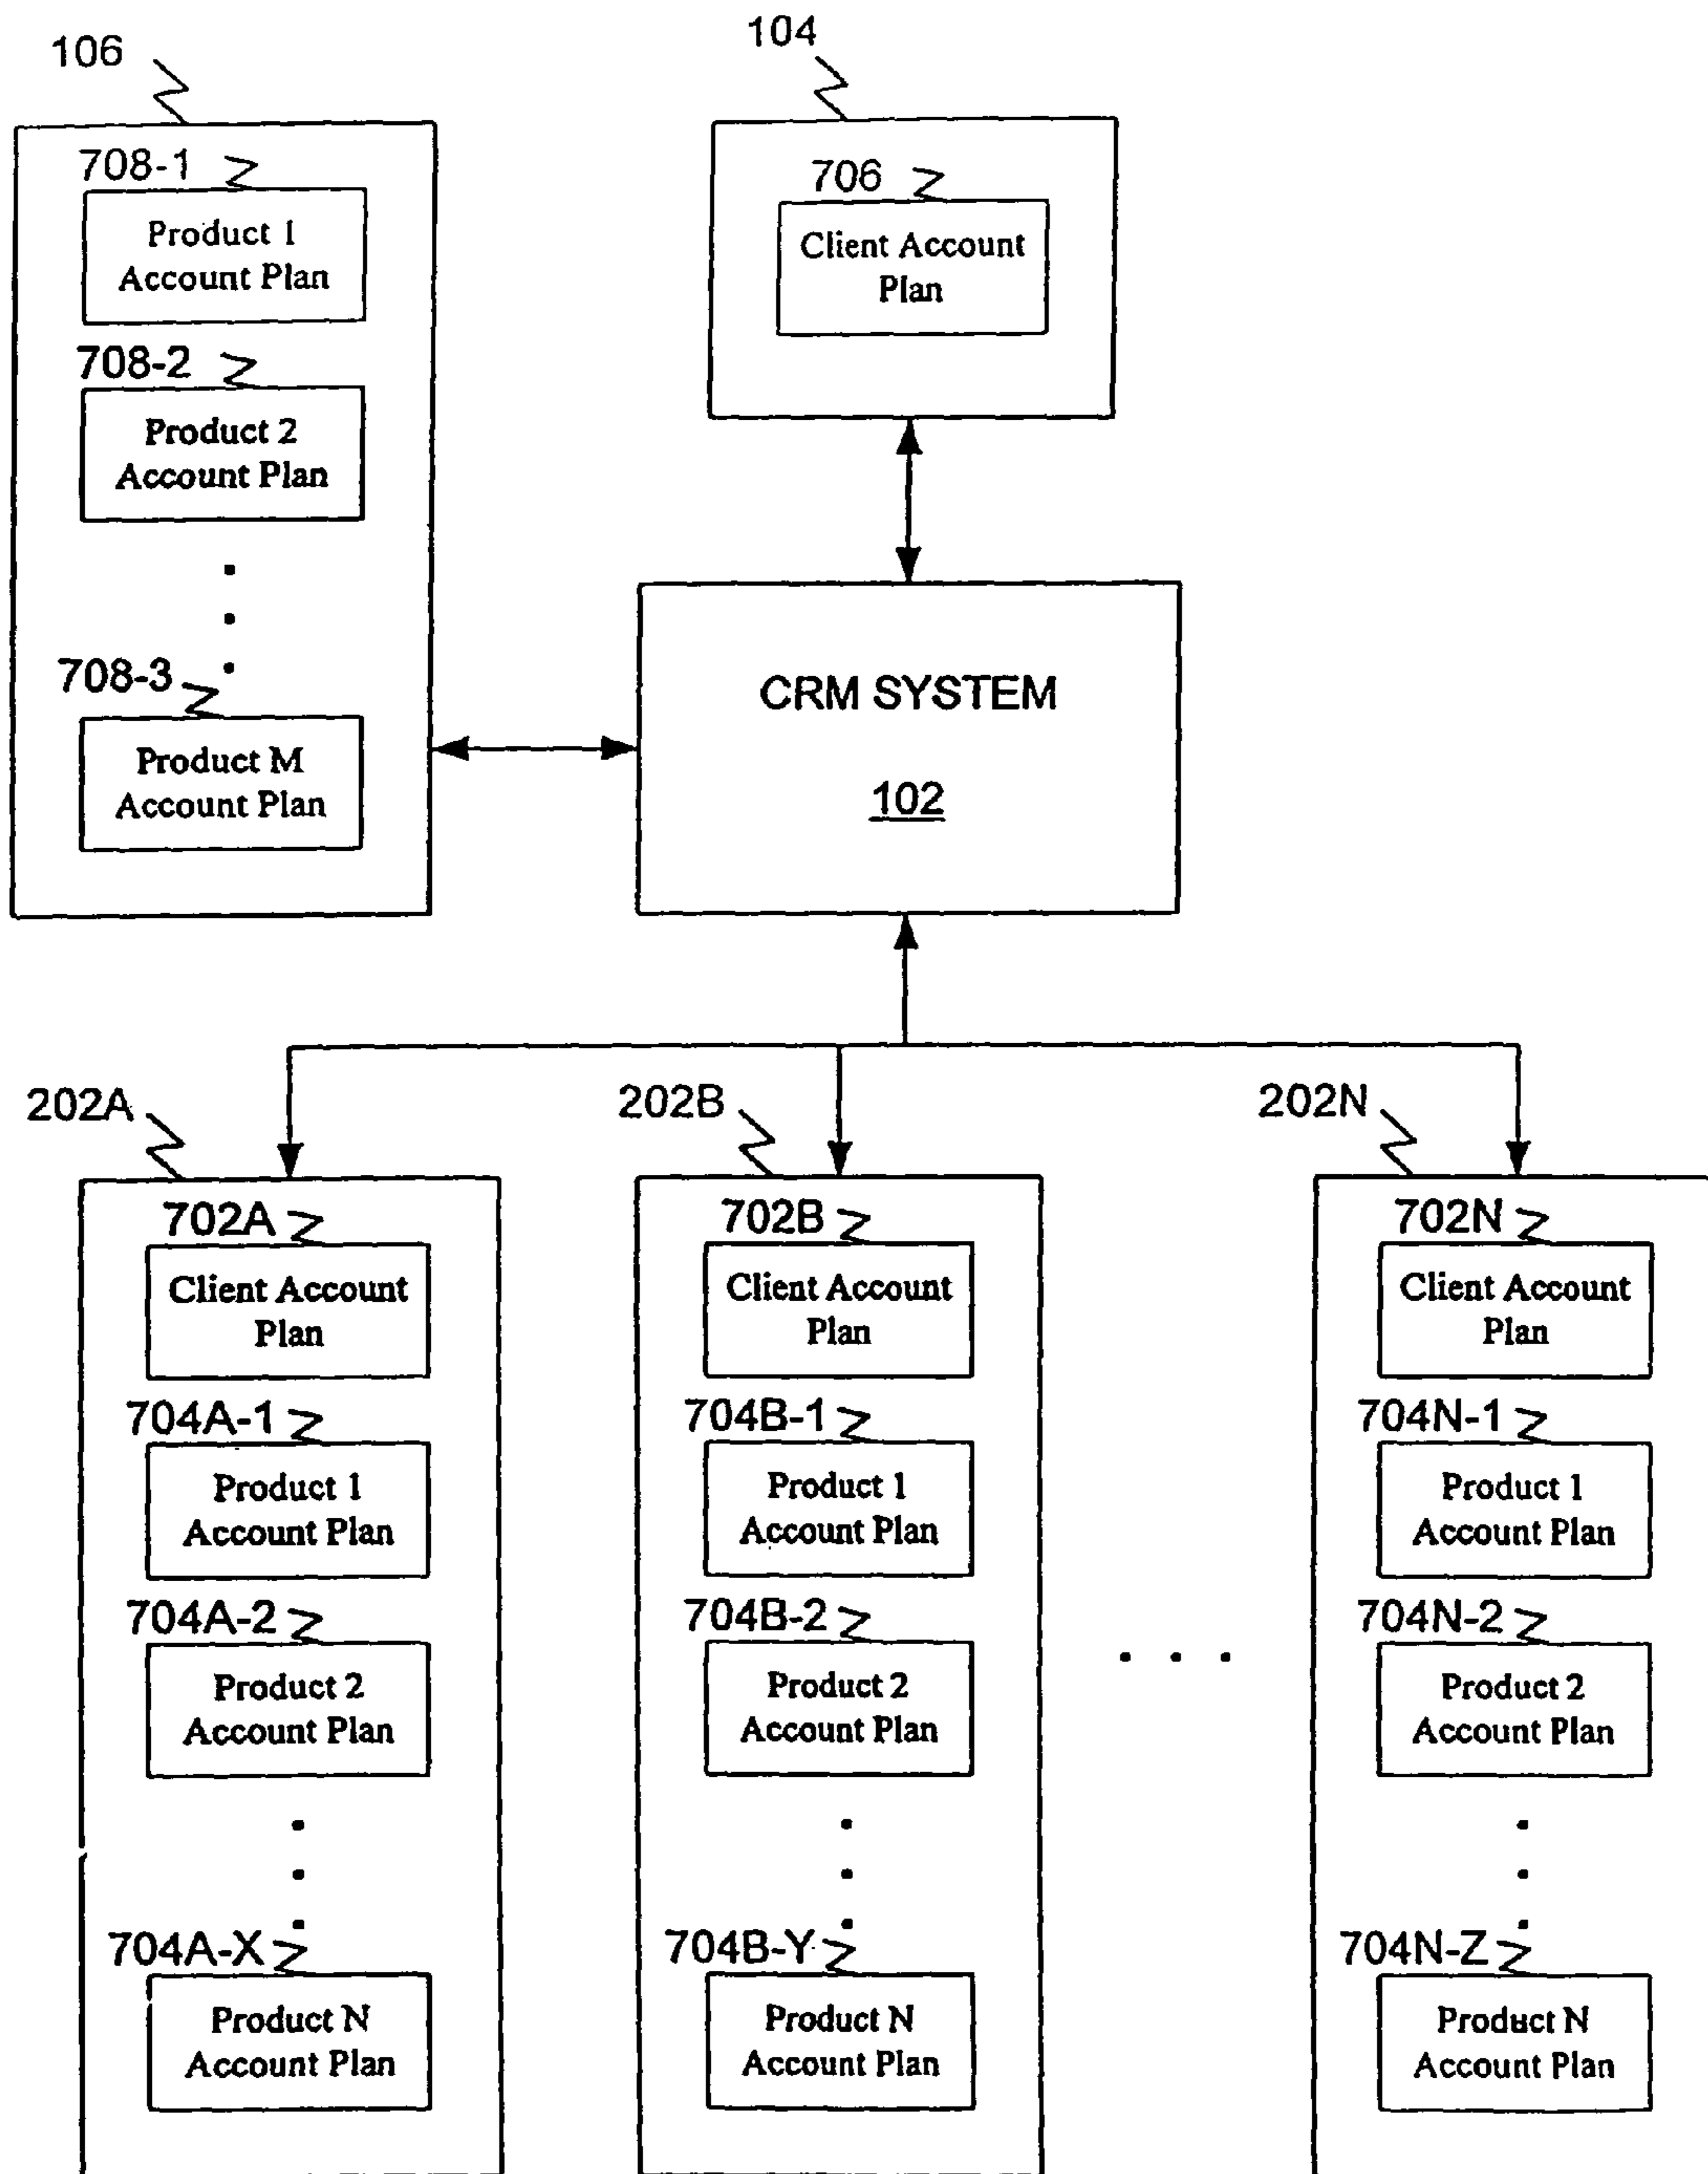 106
708-1
Product 1
Account Plan
708-2
Product 2
Account Plan
708-3
Product M
Account Plan
104
706
Client Account
Plan
CRM SYSTEM
102
202A
702A
Client Account
Plan
704A-1
Product 1
Account Plan
704A-2
Product 2
Account Plan
704A-X
Product N
Account Plan
202B
702B
Client Account
Plan
704B-1
Product 1
Account Plan
704B-2
Product 2
Account Plan
704B-Y
Product N
Account Plan
202N
702N
Client Account
Plan
704N-1
Product 1
Account Plan
704N-2
Product 2
Account Plan
704N-Z
Product N
Account Plan